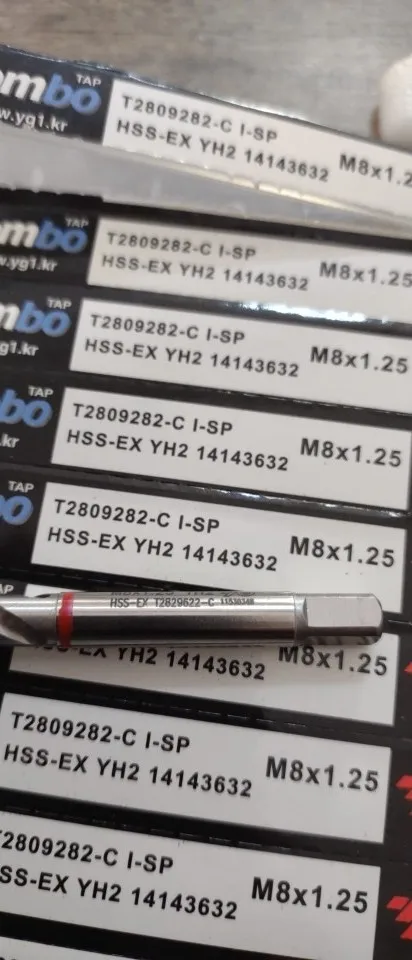 TAP
mbo
w.yg1.kr
T2809282-C I-SP
HSS-EX YH2 14143632
M8x1.2
TAP
mbo
.yg1.kr
T2809282-C I-SP
HSS-EX YH2 14143632
M8x1.25
TAP
mbo
g1.kr
T2809282-C I-SP
HSS-EX YH2 14143632
M8x1.25
TAP
bo
.kr
T2809282-C I-SP
HSS-EX YH2 14143632
M8x1.25
TAP
o
T2809282-C I-SP
HSS-EX YH2 14143632
M8x1.25
HSS-EX T2829622-C
HSS-EX YH2 14143632
M8x1.25
T2809282-C I-SP
HSS-EX YH2 14143632
M8x1.25
2809282-C I-SP
SS-EX YH2 14143632
M8x1.25